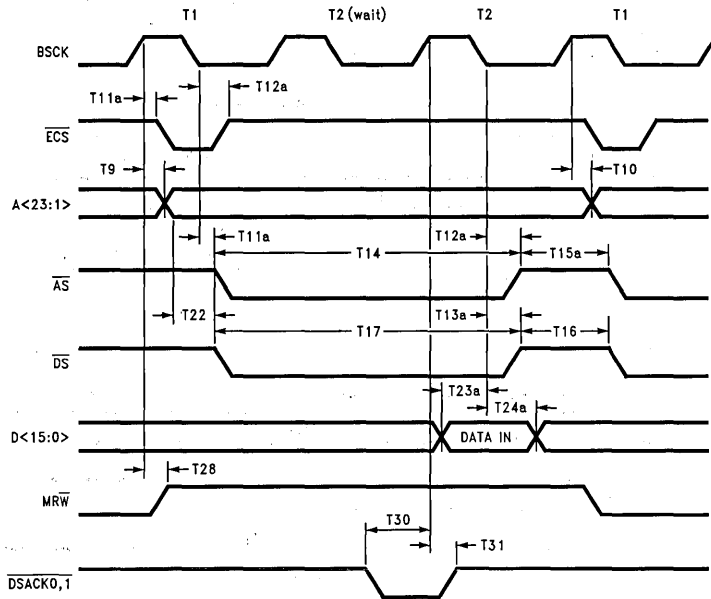 T1 T2(wait) T2 T1
BSCK
T11a T12a
ECS
T9 T10
A<23:1>
T11a T14 T12a T15a
AS
T22 T17 T13a T16
DS
T23a
T24a
D<15:0> DATA IN
T28
MRW
T30
T31
DSACK0,1